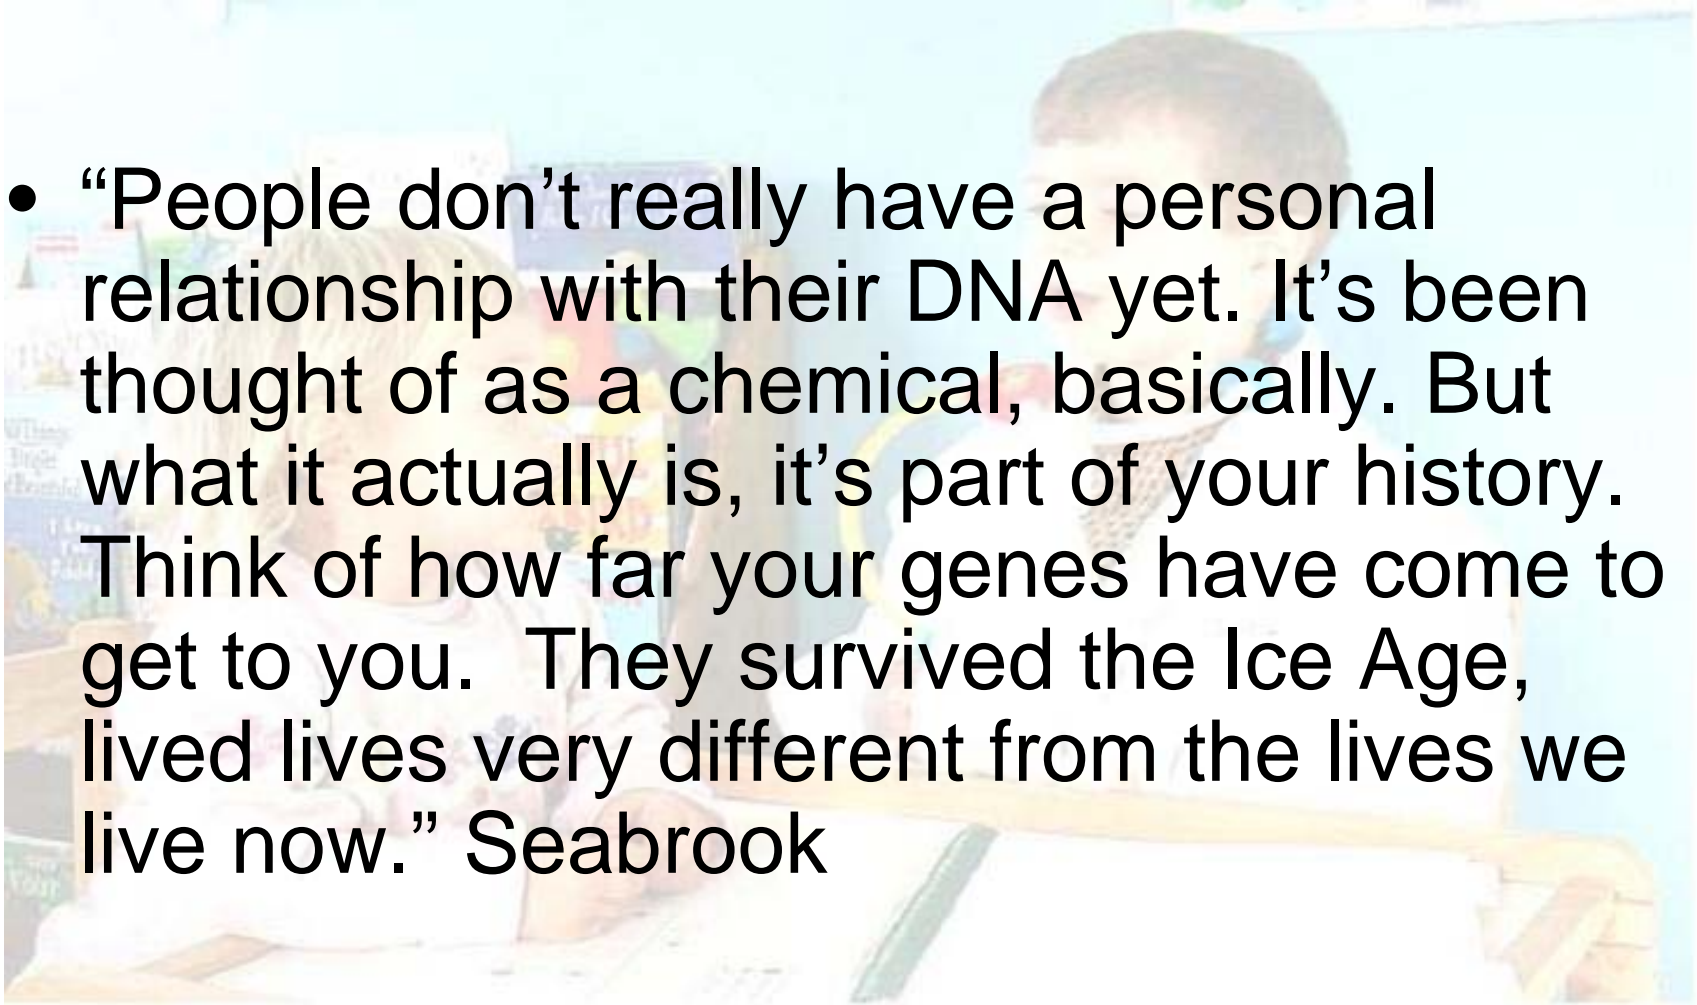 • “People don’t really have a personal
relationship with their DNA yet. It’s been
thought of as a chemical, basically. But
what it actually is, it’s part of your history.
Think of how far your genes have come to
get to you.  They survived the Ice Age,
lived lives very different from the lives we
live now.” Seabrook